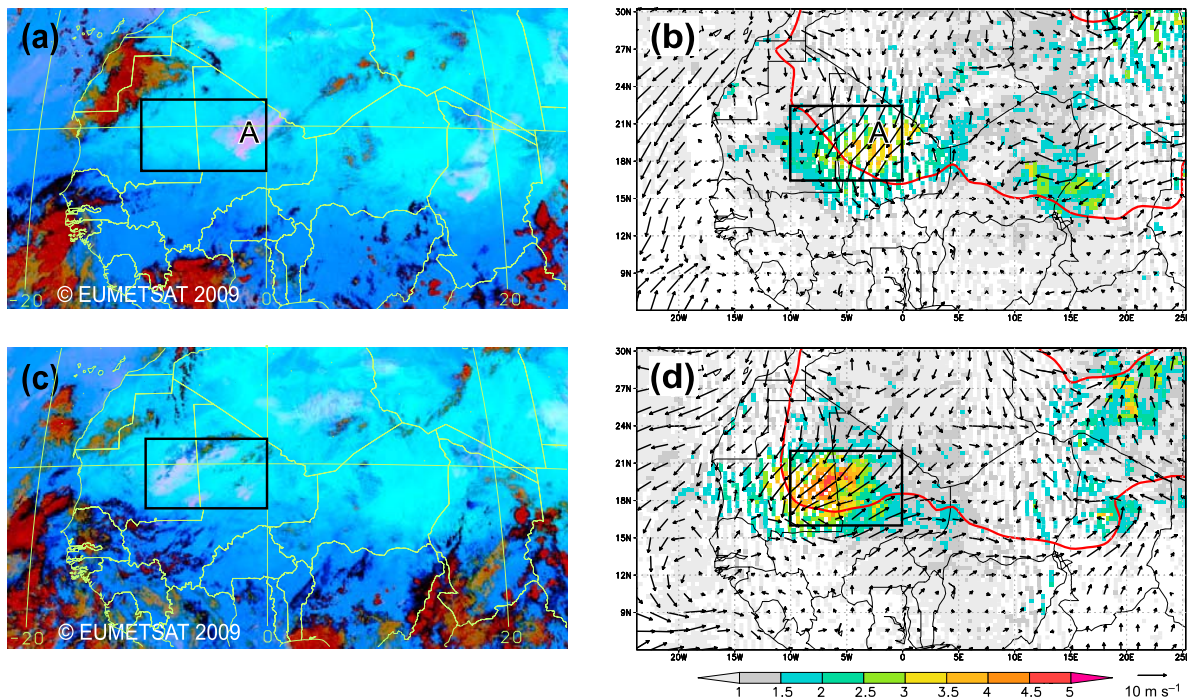 (a)
A
© EUMETSAT 2009
-20
0
20
(b)
30N
27N
24N
21N
18N
15N
12N
9N
A
20W 15W 10W 5W 0 5E 10E 15E 20E 25E
(c)
© EUMETSAT 2009
-20
0
20
(d)
30N
27N
24N
21N
18N
15N
12N
9N
20W 15W 10W 5W 0 5E 10E 15E 20E 25E
1 1.5 2 2.5 3 3.5 4 4.5 5
10 m s⁻¹